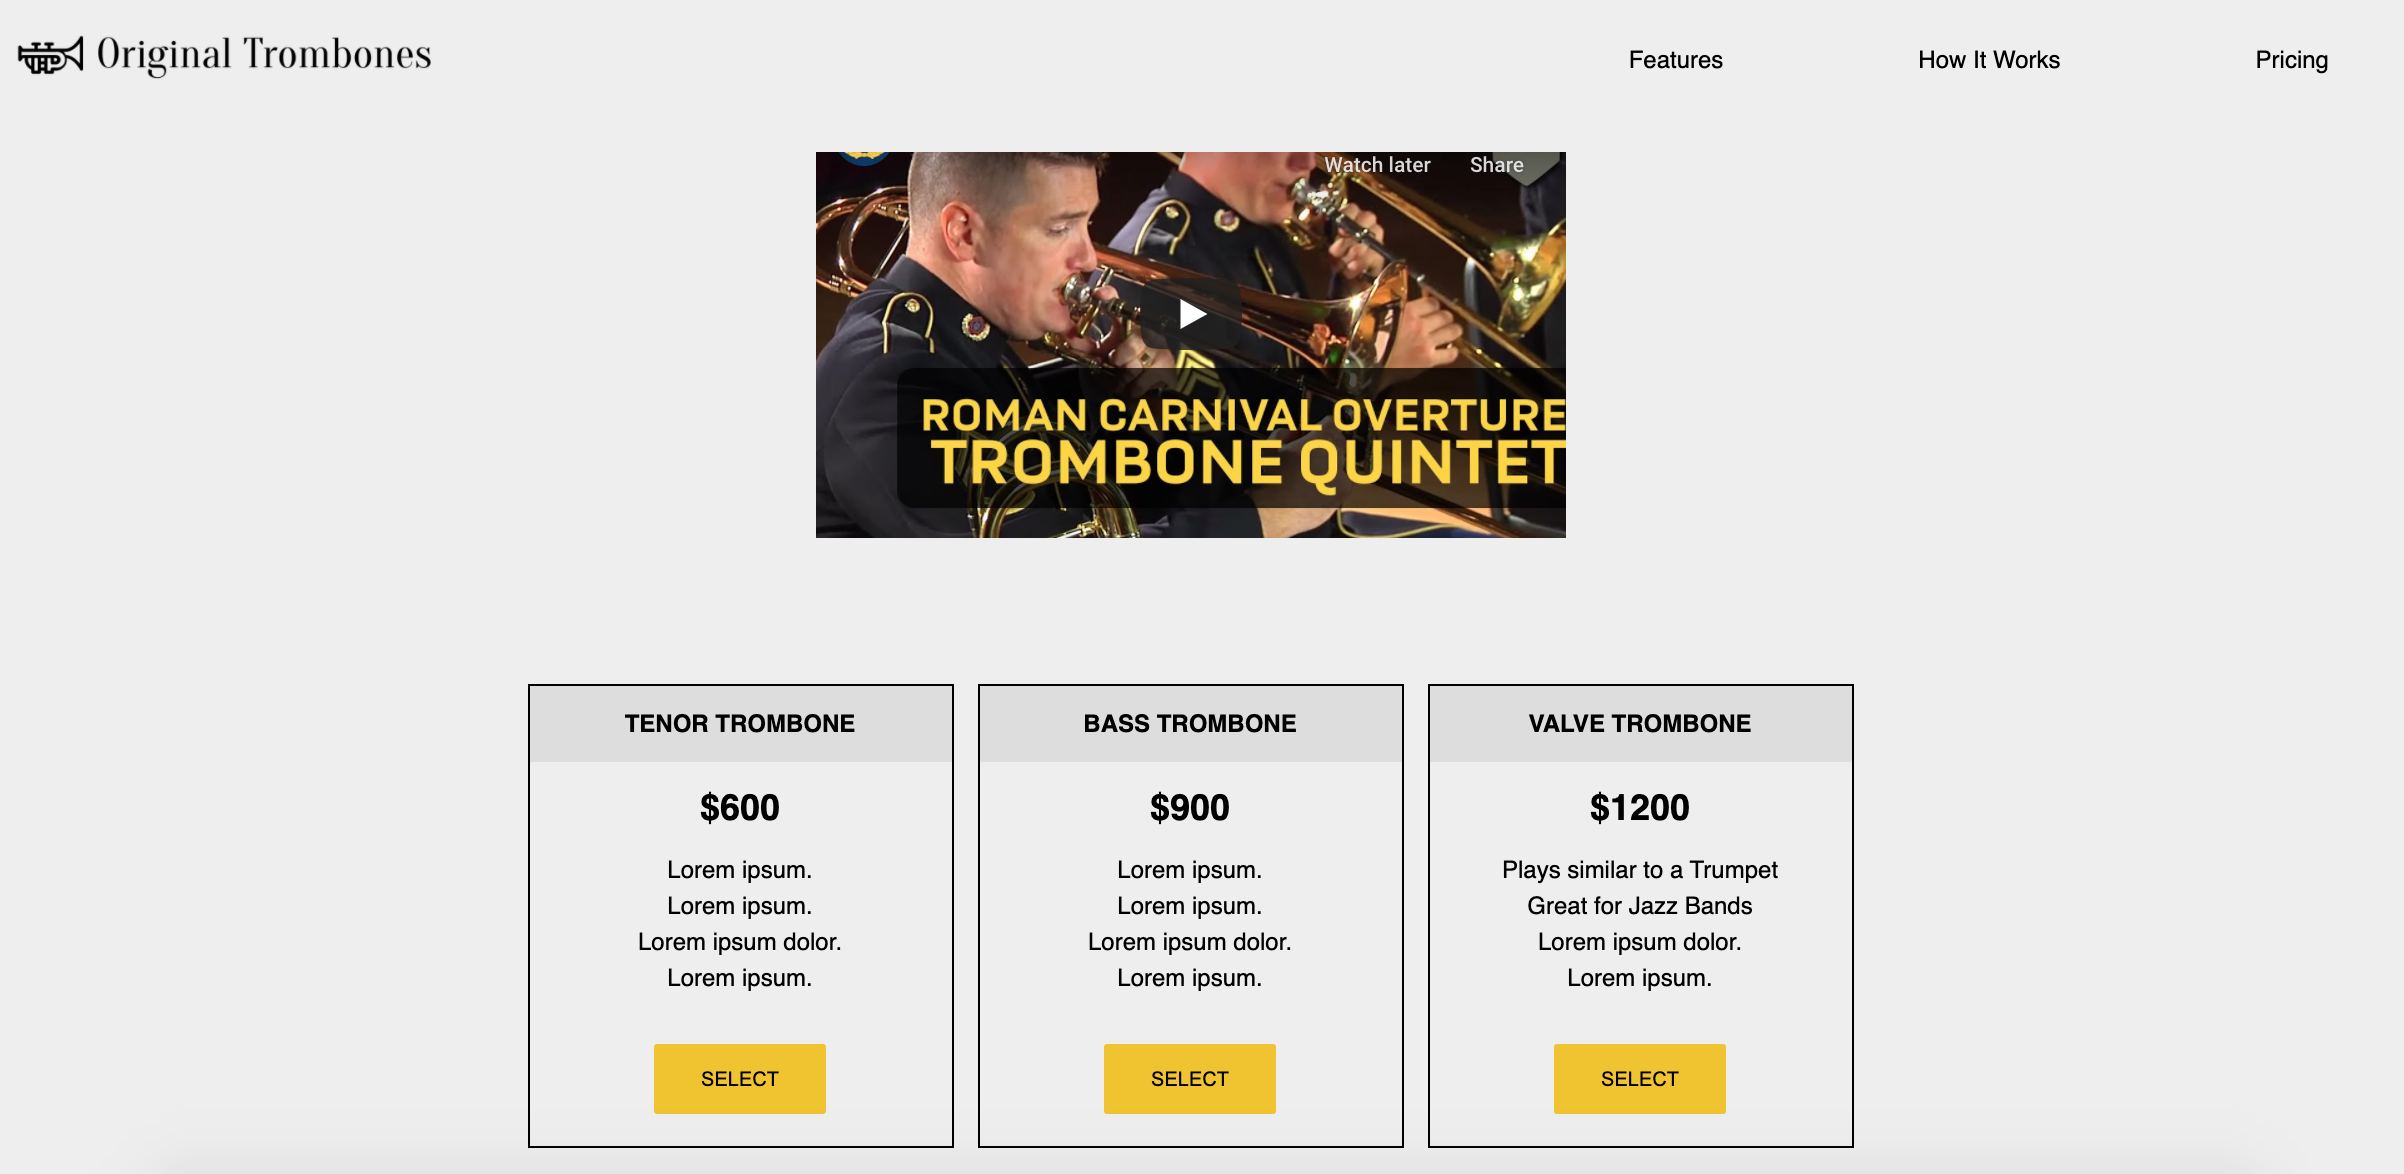 Original Trombones
Features
How It Works
Pricing
Watch later
Share
ROMAN CARNIVAL OVERTURE
TROMBONE QUINTET
TENOR TROMBONE
$600
Lorem ipsum.
Lorem ipsum.
Lorem ipsum dolor.
Lorem ipsum.
SELECT
BASS TROMBONE
$900
Lorem ipsum.
Lorem ipsum.
Lorem ipsum dolor.
Lorem ipsum.
SELECT
VALVE TROMBONE
$1200
Plays similar to a Trumpet
Great for Jazz Bands
Lorem ipsum dolor.
Lorem ipsum.
SELECT